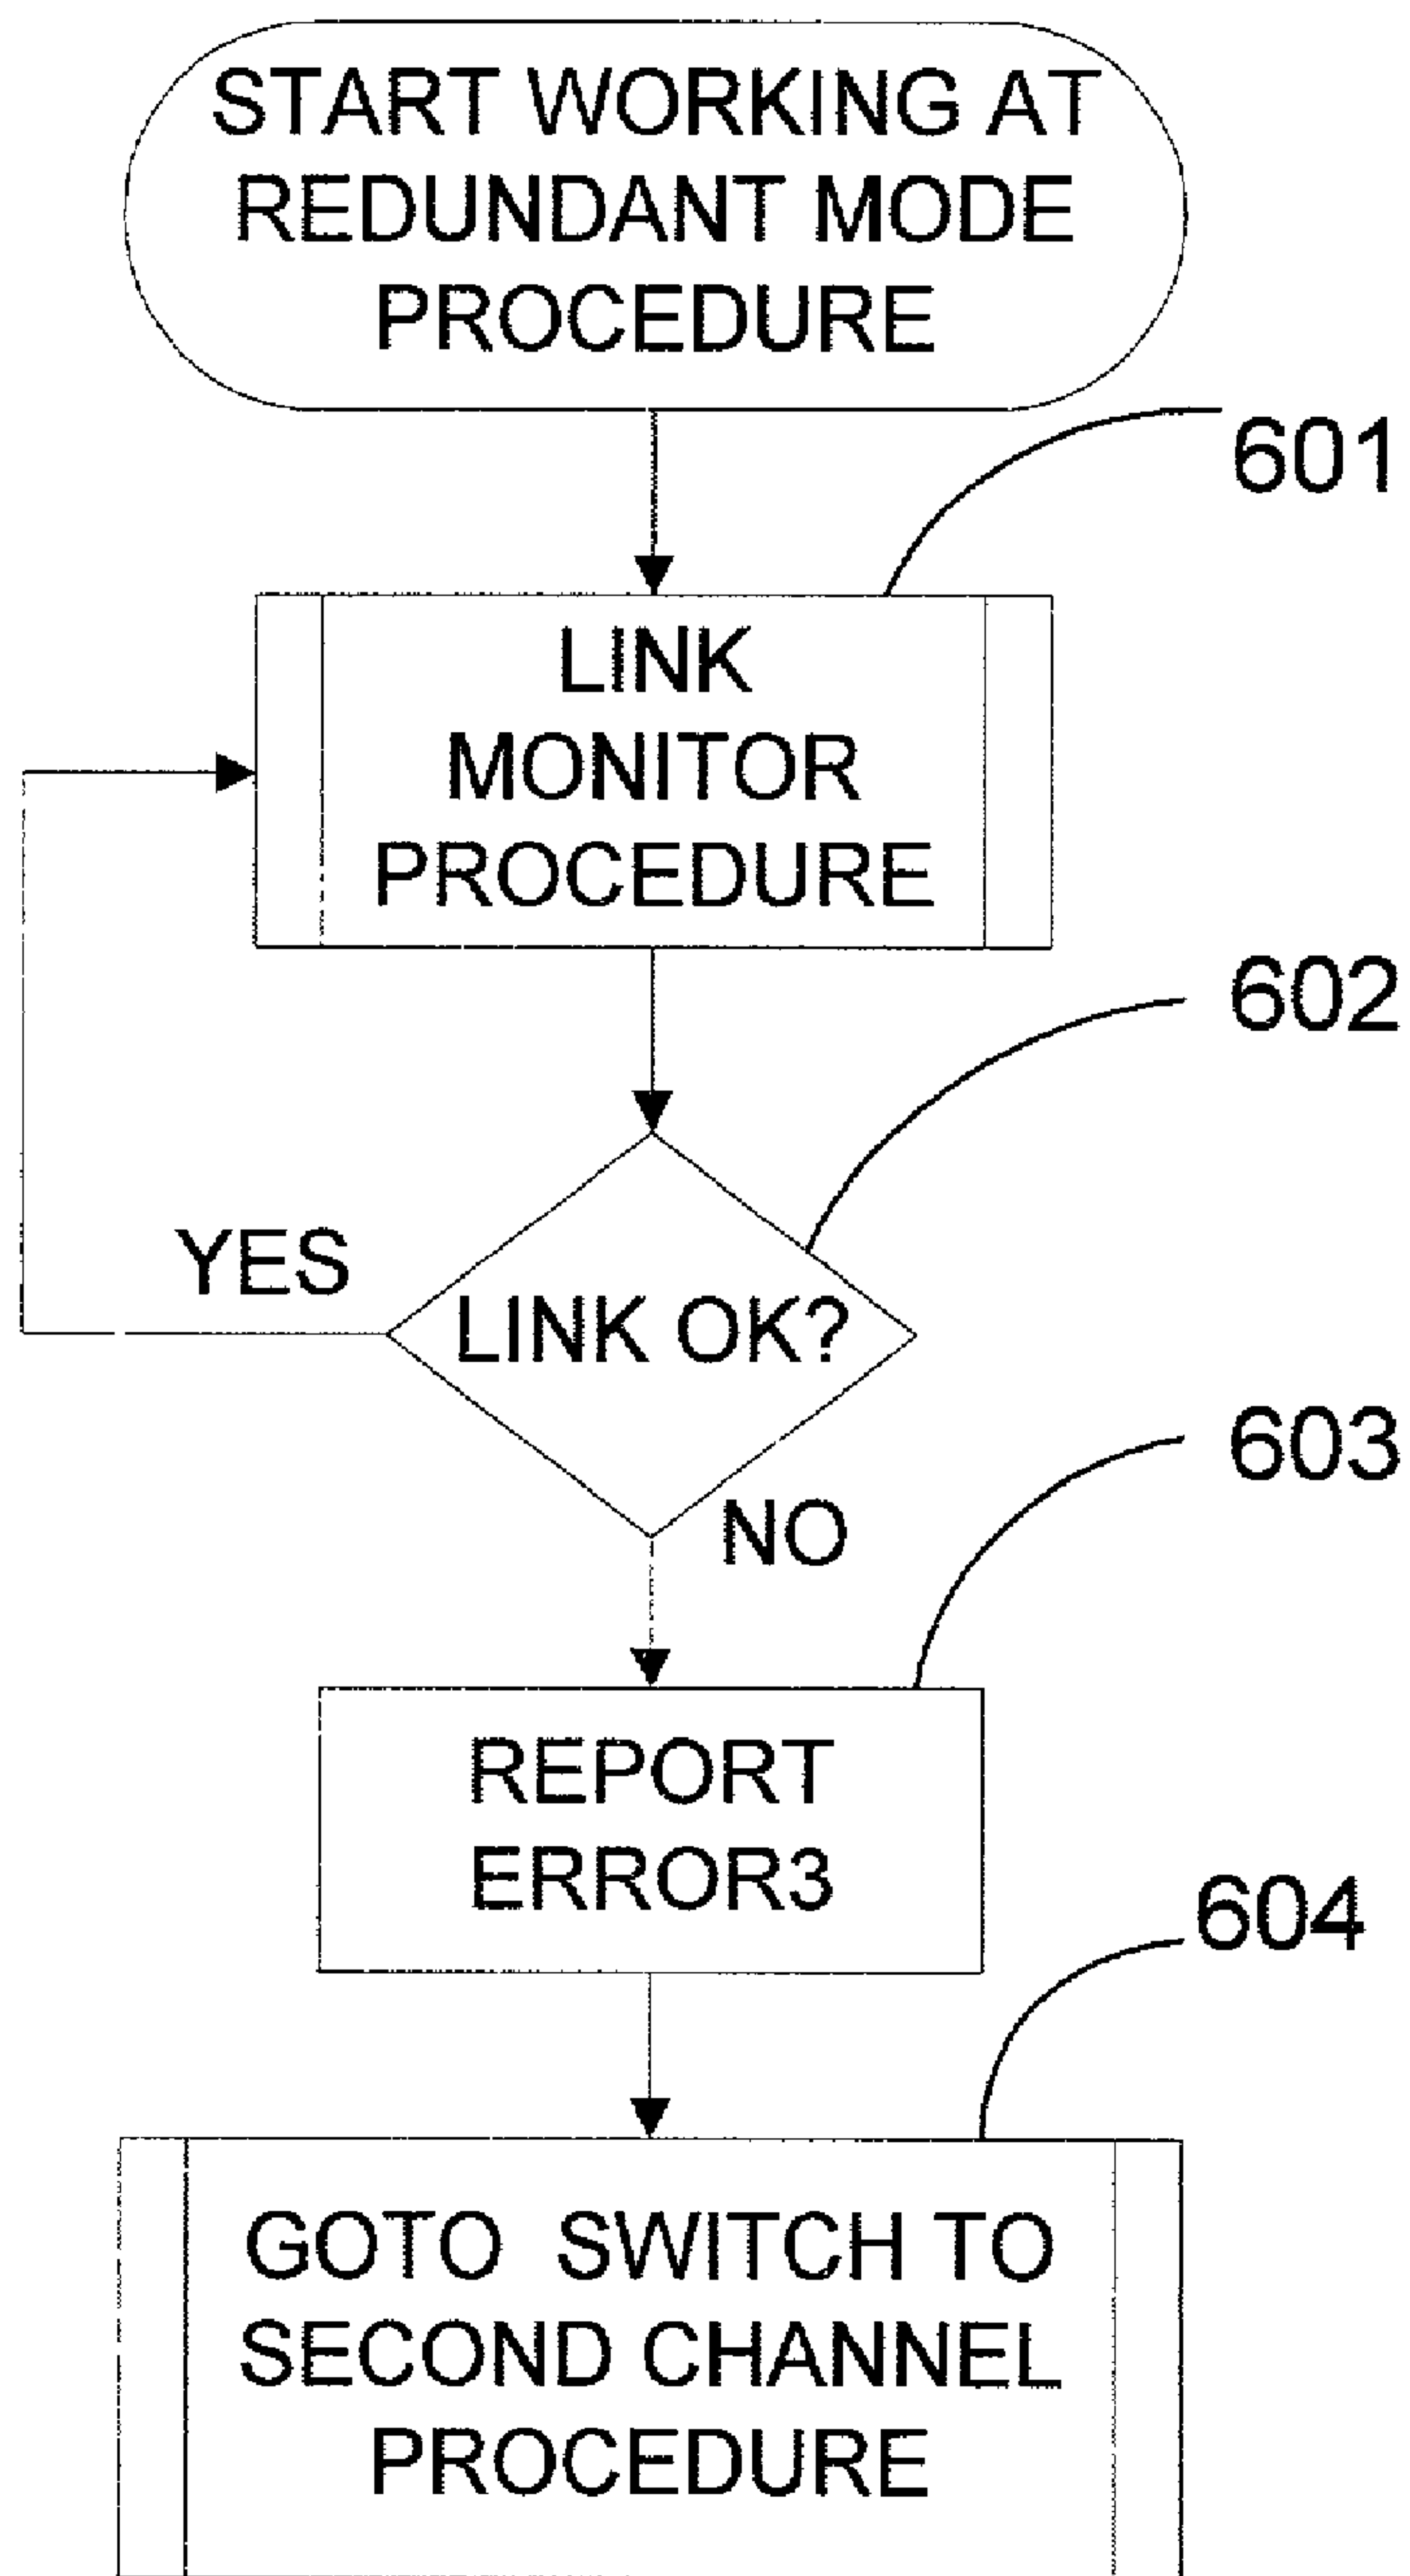 START WORKING AT
REDUNDANT MODE
PROCEDURE
601
LINK
MONITOR
PROCEDURE
602
YES
LINK OK?
NO
603
REPORT
ERROR3
604
GOTO SWITCH TO
SECOND CHANNEL
PROCEDURE